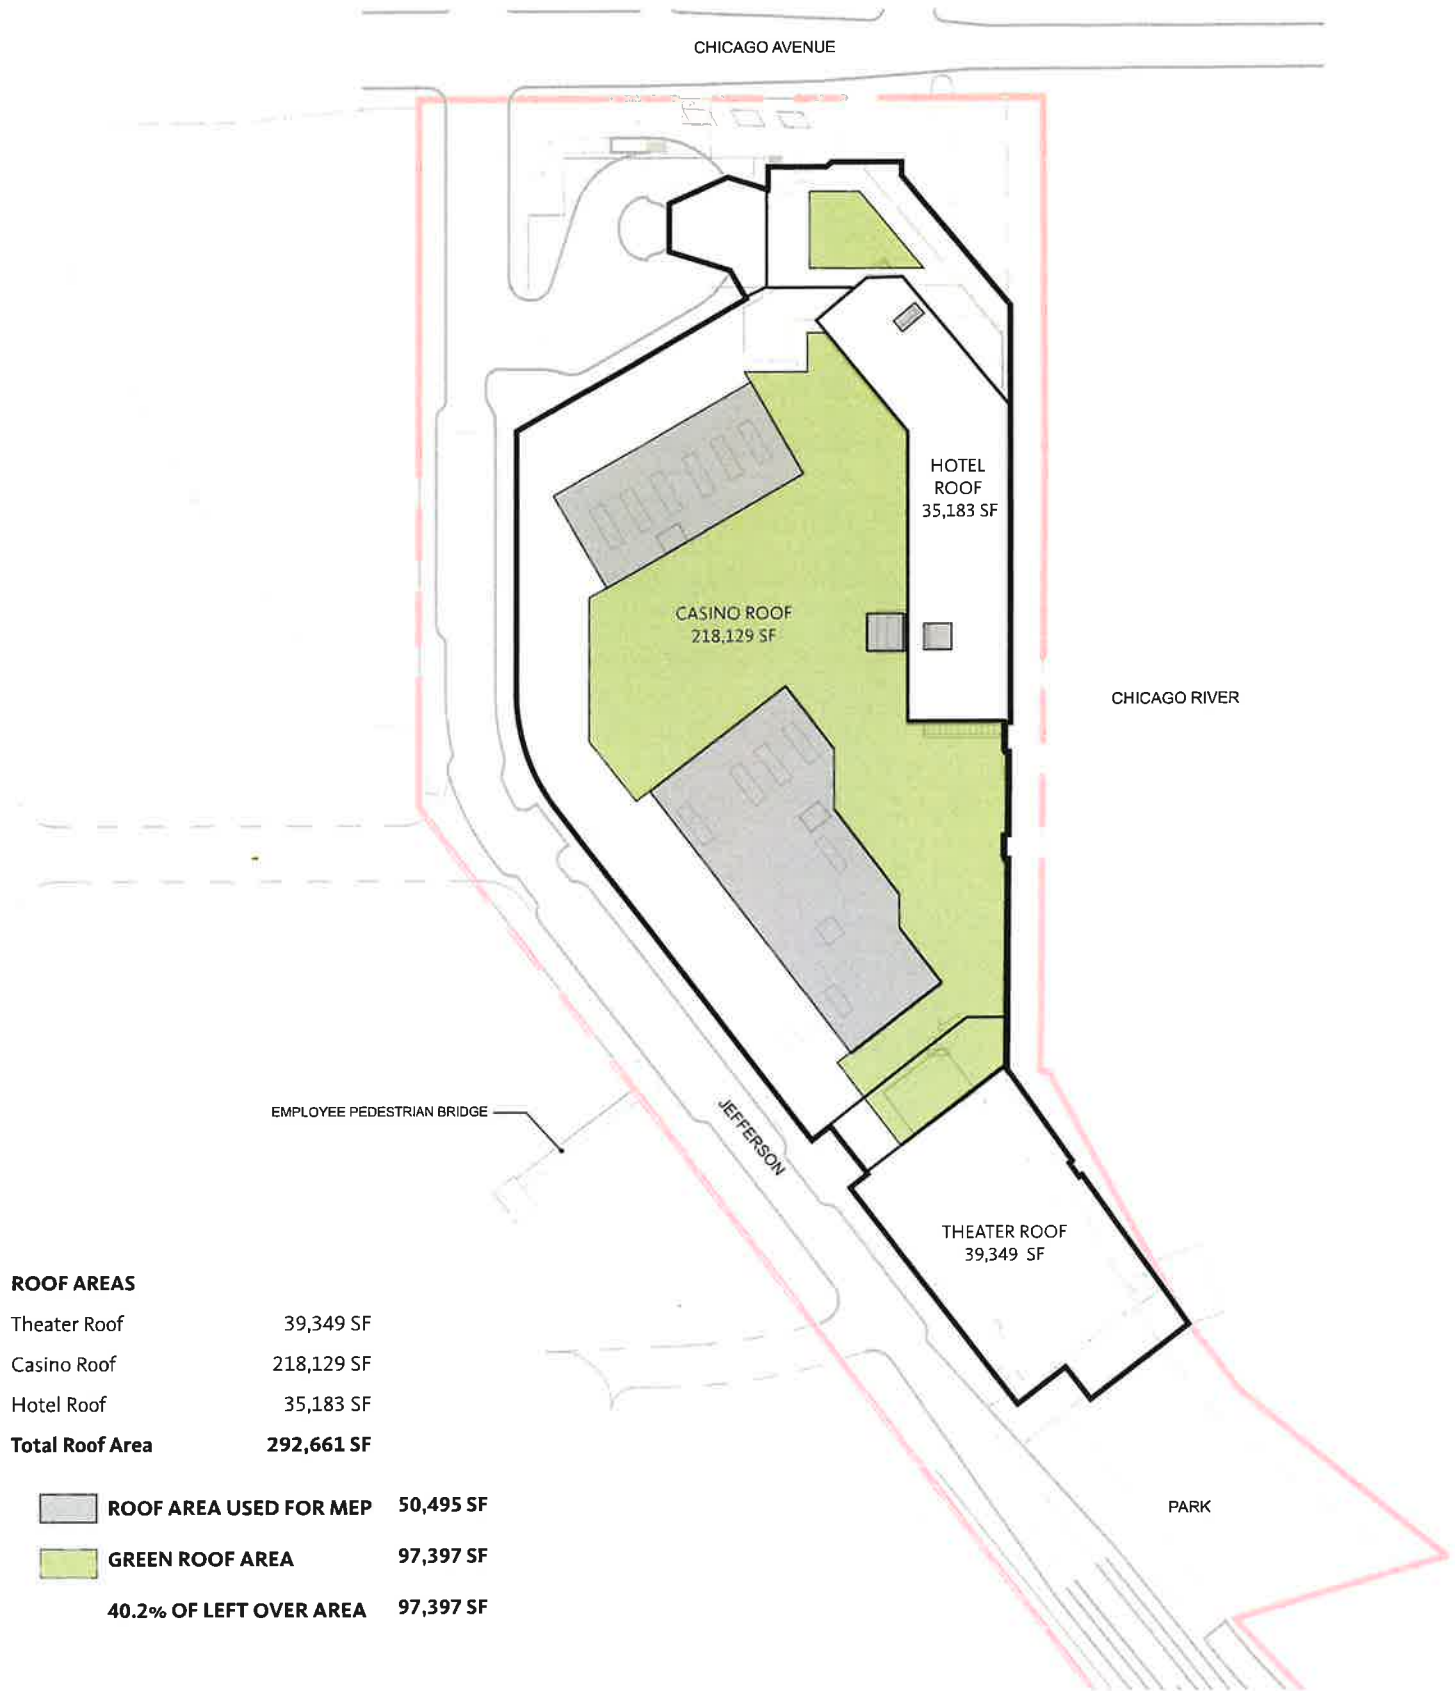 CHICAGO AVENUE
HOTEL
ROOF
35,183 SF
CASINO ROOF
218,129 SF
CHICAGO RIVER
EMPLOYEE PEDESTRIAN BRIDGE
JEFFERSON
THEATER ROOF
39,349 SF
ROOF AREAS
Theater Roof 39,349 SF
Casino Roof 218,129 SF
Hotel Roof 35,183 SF
Total Roof Area 292,661 SF
ROOF AREA USED FOR MEP 50,495 SF
GREEN ROOF AREA 97,397 SF
40.2% OF LEFT OVER AREA 97,397 SF
PARK